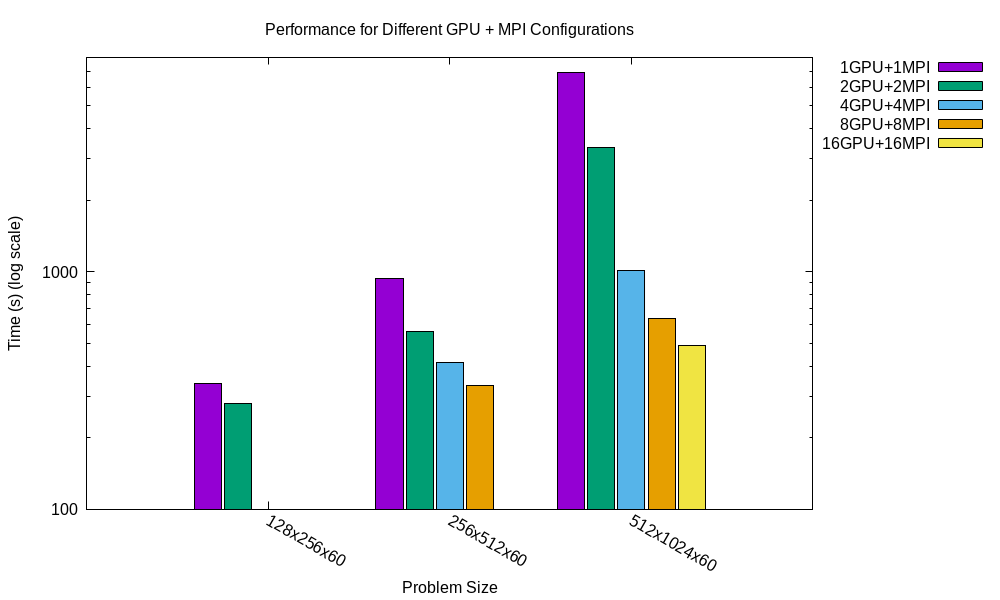 Performance for Different GPU + MPI Configurations
1GPU+1MPI
2GPU+2MPI
4GPU+4MPI
8GPU+8MPI
16GPU+16MPI
Time (s) (log scale)
1000
100
128x256x60
256x512x60
512x1024x60
Problem Size